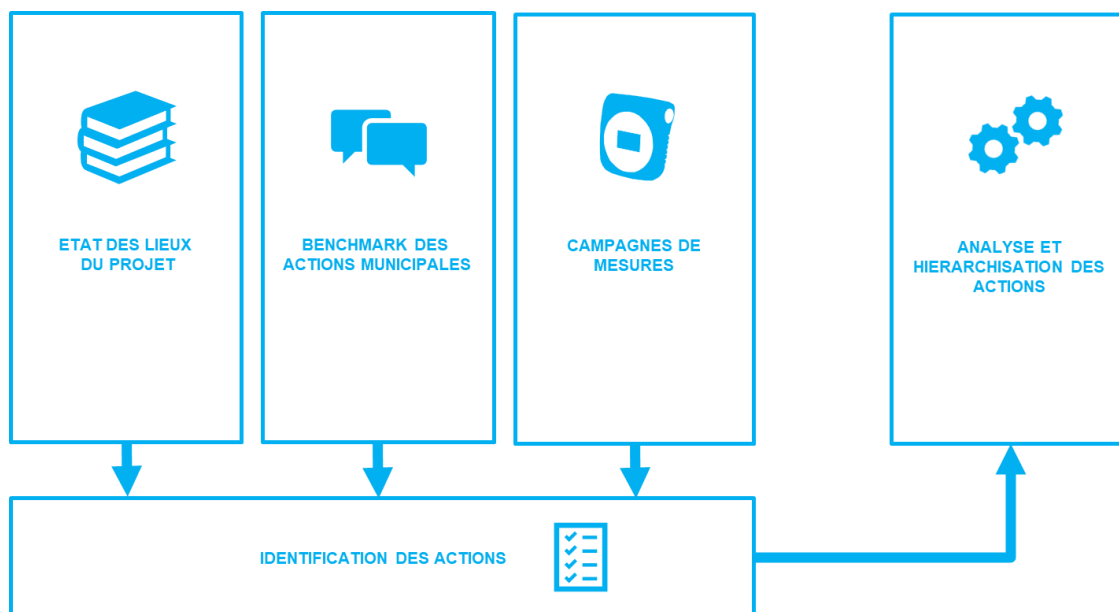 ETAT DES LIEUX
DU PROJET
BENCHMARK DES
ACTIONS MUNICIPALES
CAMPAGNES DE
MESURES
ANALYSE ET
HIERARCHISATION DES
ACTIONS
IDENTIFICATION DES ACTIONS